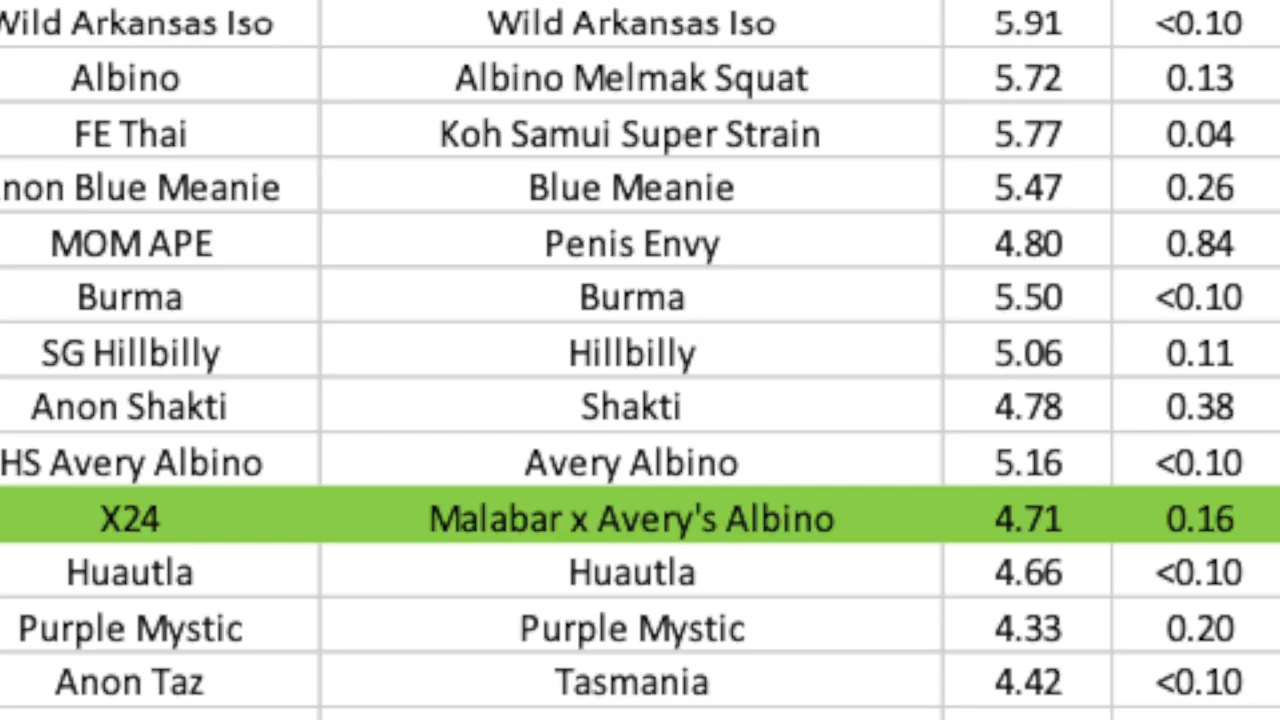 Wild Arkansas Iso Wild Arkansas Iso 5.91 <0.10
Albino Albino Melmak Squat 5.72 0.13
FE Thai Koh Samui Super Strain 5.77 0.04
non Blue Meanie Blue Meanie 5.47 0.26
MOM APE Penis Envy 4.80 0.84
Burma Burma 5.50 <0.10
SG Hillbilly Hillbilly 5.06 0.11
Anon Shakti Shakti 4.78 0.38
HS Avery Albino Avery Albino 5.16 <0.10
X24 Malabar x Avery's Albino 4.71 0.16
Huautla Huautla 4.66 <0.10
Purple Mystic Purple Mystic 4.33 0.20
Anon Taz Tasmania 4.42 <0.10